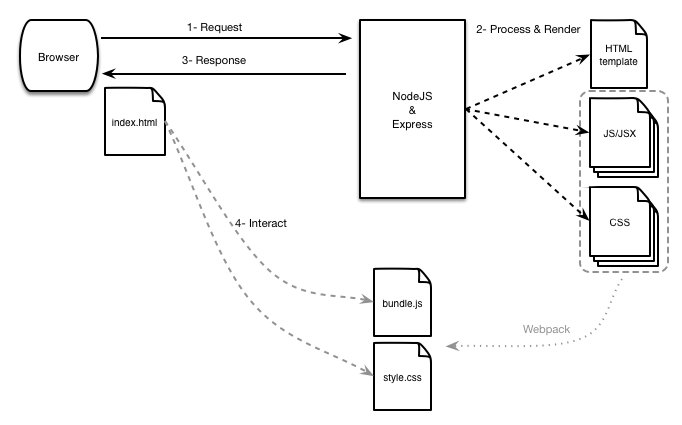 1- Request
2- Process & Render
Browser
HTML
template
3- Response
NodeJS
&
Express
index.html
JS/JSX
4- Interact
CSS
bundle.js
Webpack
style.css